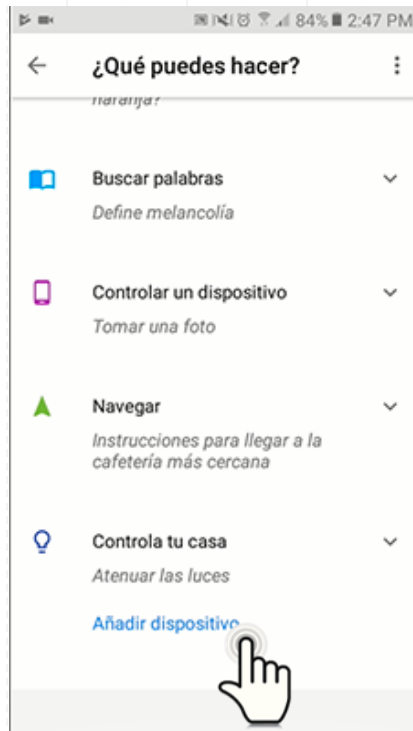 84% 2:47 PM
¿Qué puedes hacer?
naranja?
Buscar palabras
Define melancolía
Controlar un dispositivo
Tomar una foto
Navegar
Instrucciones para llegar a la
cafetería más cercana
Controla tu casa
Atenuar las luces
Añadir dispositivo